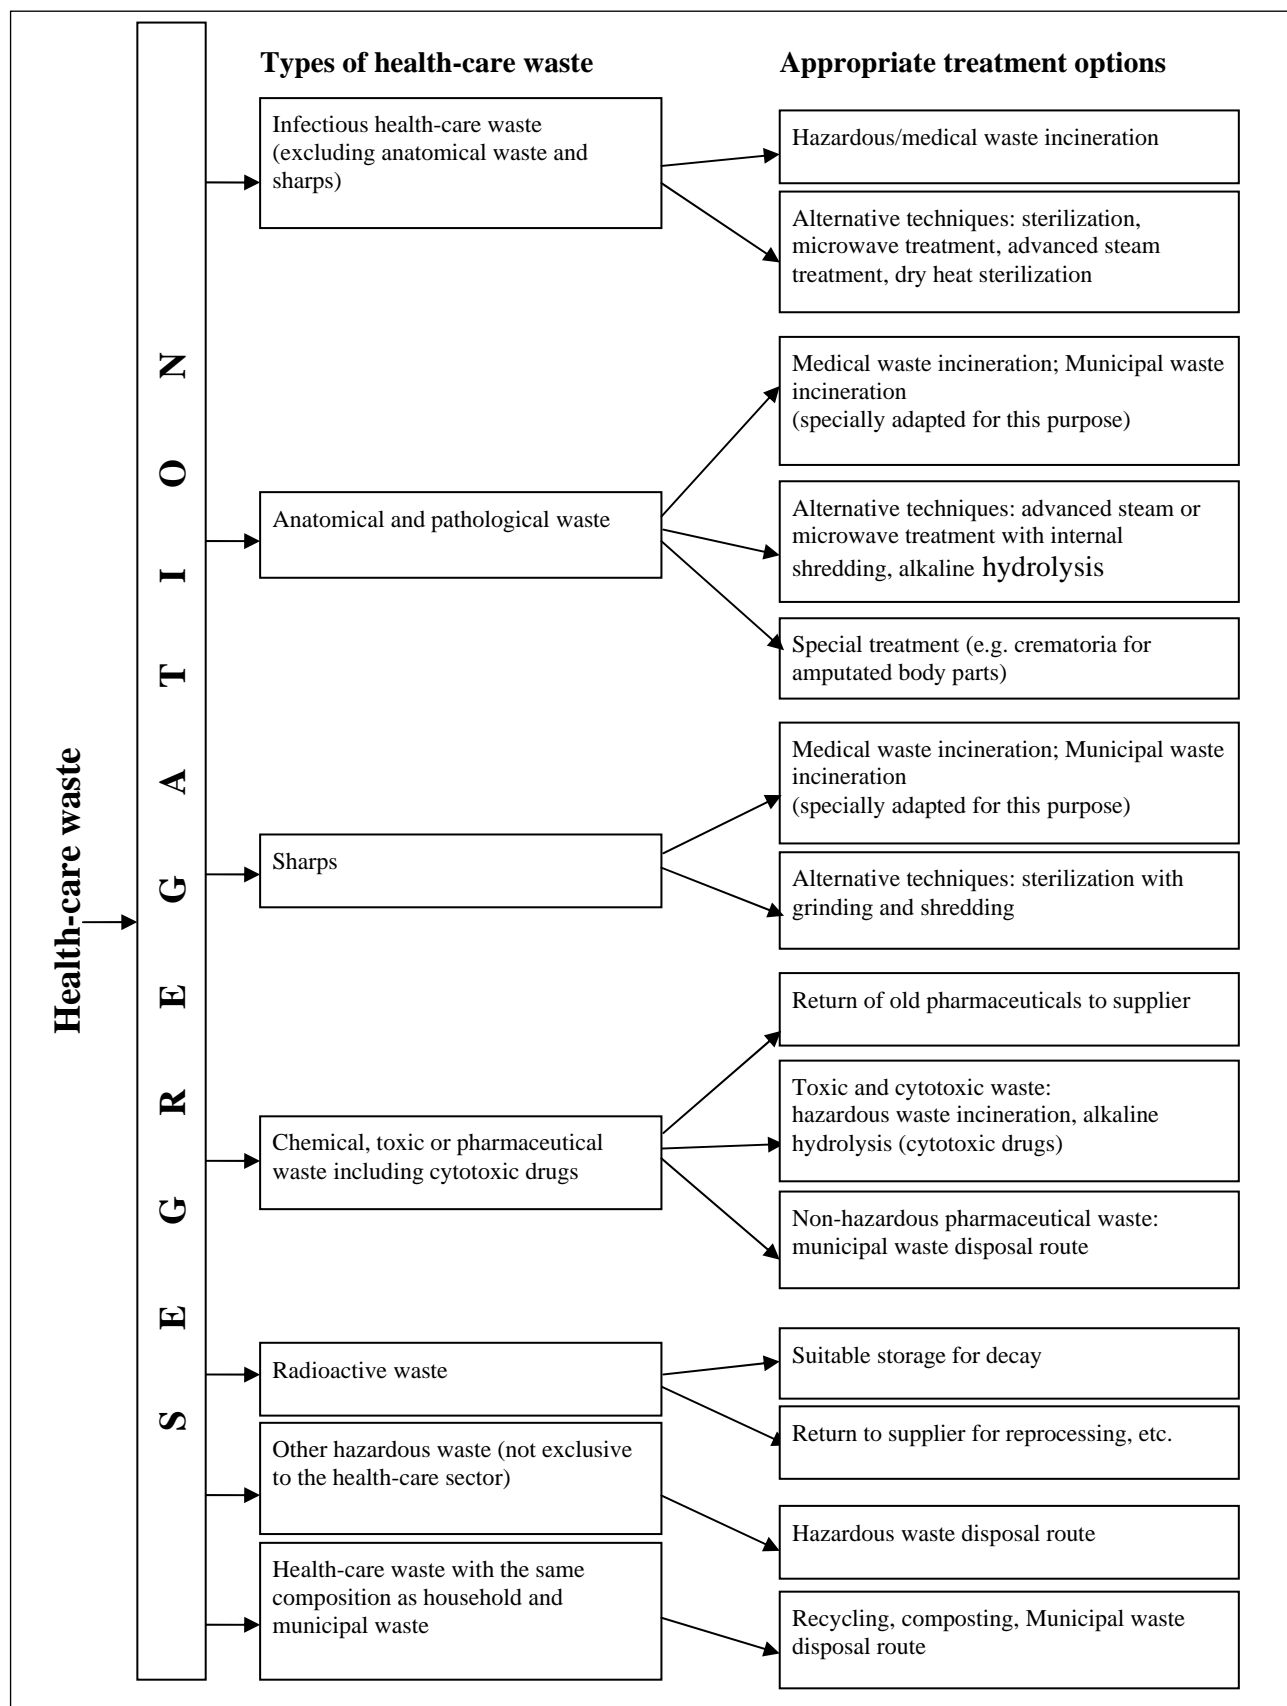 Health-care waste
SEGREGATION
Types of health-care waste
Appropriate treatment options
Infectious health-care waste
(excluding anatomical waste and
sharps)
Hazardous/medical waste incineration
Alternative techniques: sterilization,
microwave treatment, advanced steam
treatment, dry heat sterilization
Anatomical and pathological waste
Medical waste incineration; Municipal waste
incineration
(specially adapted for this purpose)
Alternative techniques: advanced steam or
microwave treatment with internal
shredding, alkaline hydrolysis
Special treatment (e.g. crematoria for
amputated body parts)
Sharps
Medical waste incineration; Municipal waste
incineration
(specially adapted for this purpose)
Alternative techniques: sterilization with
grinding and shredding
Chemical, toxic or pharmaceutical
waste including cytotoxic drugs
Return of old pharmaceuticals to supplier
Toxic and cytotoxic waste:
hazardous waste incineration, alkaline
hydrolysis (cytotoxic drugs)
Non-hazardous pharmaceutical waste:
municipal waste disposal route
Radioactive waste
Suitable storage for decay
Return to supplier for reprocessing, etc.
Other hazardous waste (not exclusive
to the health-care sector)
Hazardous waste disposal route
Health-care waste with the same
composition as household and
municipal waste
Recycling, composting, Municipal waste
disposal route